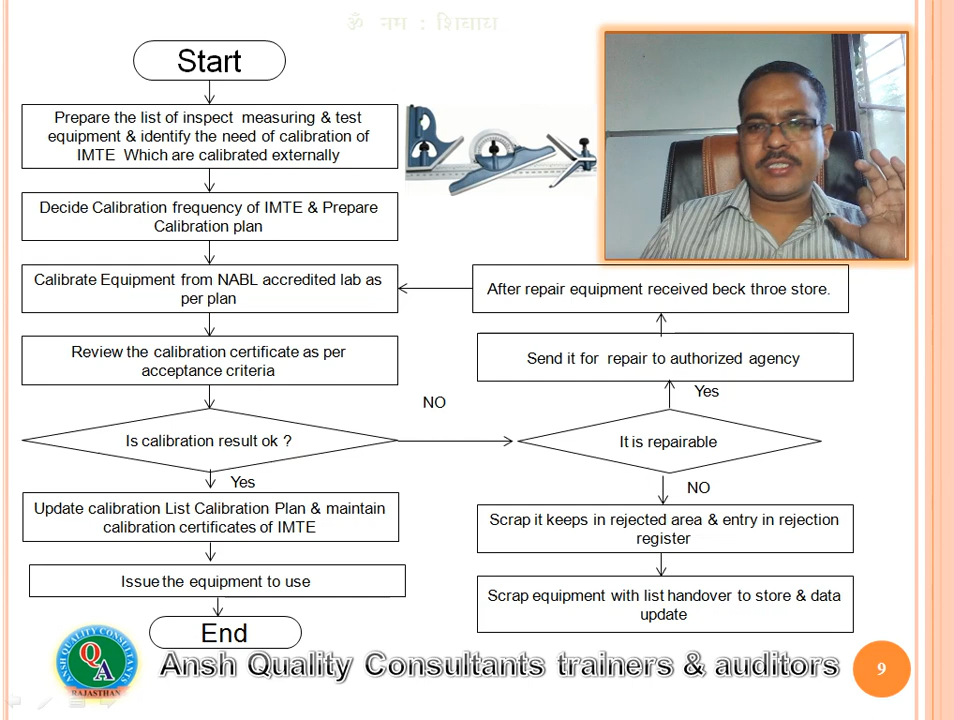 ॐ नम : शिवाय
Start
Prepare the list of inspect measuring & test
equipment & identify the need of calibration of
IMTE Which are calibrated externally
Decide Calibration frequency of IMTE & Prepare
Calibration plan
Calibrate Equipment from NABL accredited lab as
per plan
After repair equipment received beck throe store.
Review the calibration certificate as per
acceptance criteria
Send it for repair to authorized agency
Yes
NO
Is calibration result ok ?
It is repairable
Yes
NO
Update calibration List Calibration Plan & maintain
calibration certificates of IMTE
Scrap it keeps in rejected area & entry in rejection
register
Issue the equipment to use
Scrap equipment with list handover to store & data
update
End
ANSH QUALITY CONSULTANTS
QA
RAJASTHAN
Ansh Quality Consultants trainers & auditors
9